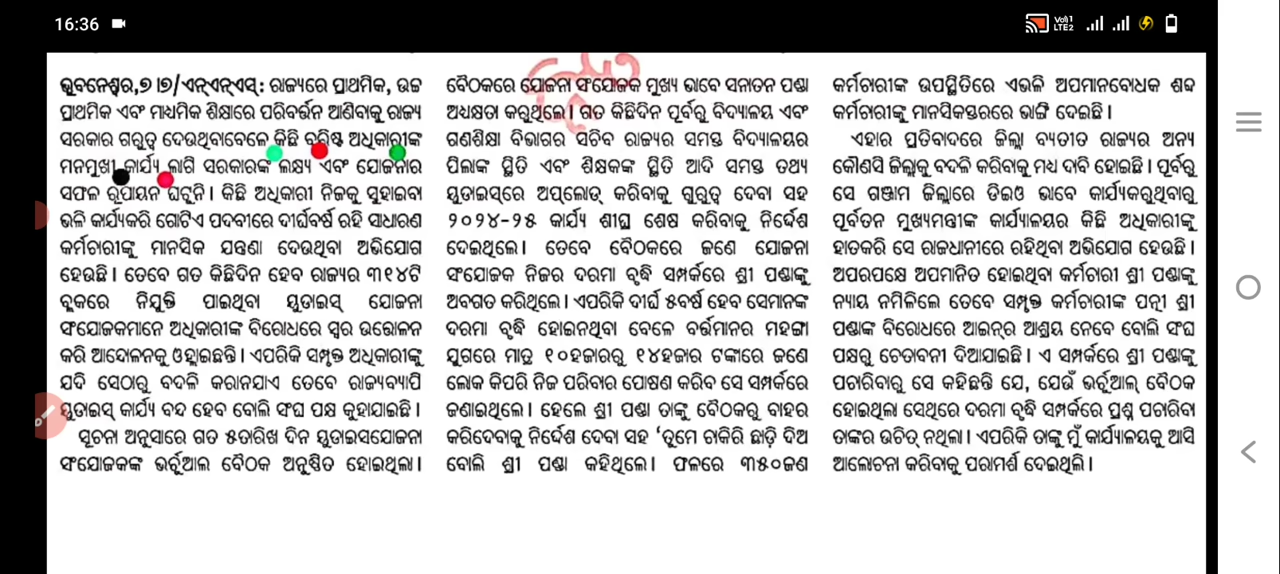 16:36
Vo)) 1
LTE2
ଭୁବନେଶ୍ୱର,୭।୭/ଏନ୍ଏନ୍ଏସ୍: ରାଜ୍ୟରେ ପ୍ରାଥମିକ, ଉଚ୍ଚ
ପ୍ରାଥମିକ ଏବଂ ମାଧ୍ୟମିକ ଶିକ୍ଷାରେ ପରିବର୍ତ୍ତନ ଆଣିବାକୁ ରାଜ୍ୟ
ସରକାର ଗରୁତ୍ୱ ଦେଉଥିବାବେଳେ କିଛି ବରିଷ୍ଟ ଅଧିକାରୀଙ୍କ
ମନମୁଖୀ କାର୍ଯ୍ୟ ଲାଗି ସରକାରଙ୍କ ଲକ୍ଷ୍ୟ ଏବଂ ଯୋଜନାର
ସଫଳ ରୂପାୟନ ଘଟୁନି। କିଛି ଅଧିକାରୀ ନିଜକୁ ସୁହାଇବା
ଭଳି କାର୍ଯ୍ୟକରି ଗୋଟିଏ ପଦବୀରେ ଦୀର୍ଘବର୍ଷ ରହି ସାଧାରଣ
କର୍ମଚାରୀଙ୍କୁ ମାନସିକ ଯନ୍ତଣା ଦେଉଥିବା ଅଭିଯୋଗ
ହେଉଛି। ତେବେ ଗତ କିଛିଦିନ ହେବ ରାଜ୍ୟର ୩୧୪ଟି
ବ୍ଲକରେ ନିଯୁକ୍ତି ପାଇଥିବା ୟୁଡାଇସ୍ ଯୋଜନା
ସଂଯୋଜକମାନେ ଅଧିକାରୀଙ୍କ ବିରୋଧରେ ସ୍ୱର ଉତ୍ତୋଳନ
କରି ଆନ୍ଦୋଳନକୁ ଓହ୍ଲାଇଛନ୍ତି। ଏପରିକି ସମ୍ପୃକ୍ତ ଅଧିକାରୀଙ୍କୁ
ଯଦି ସେଠାରୁ ବଦଳି କରାନଯାଏ ତେବେ ରାଜ୍ୟବ୍ୟାପି
ୟୁଡାଇସ୍ କାର୍ଯ୍ୟ ବନ୍ଦ ହେବ ବୋଲି ସଂଘ ପକ୍ଷ କୁହାଯାଇଛି।
ସୂଚନା ଅନୁସାରେ ଗତ ୫ତାରିଖ ଦିନ ୟୁଡାଇସଯୋଜନା
ସଂଯୋଜକଙ୍କ ଭର୍ଚୁଆଲ ବୈଠକ ଅନୁଷ୍ଠିତ ହୋଇଥିଲା।
ବୈଠକରେ ଯୋଜନା ସଂଯୋଜକ ମୁଖ୍ୟ ଭାବେ ସନାତନ ପଣ୍ଡା
ଅଧ୍ୟକ୍ଷତା କରୁଥିଲେ। ଗତ କିଛିଦିନ ପୂର୍ବରୁ ବିଦ୍ୟାଳୟ ଏବଂ
ଗଣଶିକ୍ଷା ବିଭାଗର ସଚିବ ରାଜ୍ୟର ସମସ୍ତ ବିଦ୍ୟାଳୟର
ପିଲାଙ୍କ ସ୍ଥିତି ଏବଂ ଶିକ୍ଷକଙ୍କ ସ୍ଥିତି ଆଦି ସମସ୍ତ ତଥ୍ୟ
ୟୁଡାଇସ୍ରେ ଅପ୍‌ଲୋଡ୍ କରିବାକୁ ଗୁରୁତ୍ୱ ଦେବା ସହ
୨୦୨୪-୨୫ କାର୍ଯ୍ୟ ଶୀଘ୍ର ଶେଷ କରିବାକୁ ନିର୍ଦ୍ଦେଶ
ଦେଇଥିଲେ। ତେବେ ବୈଠକରେ ଜଣେ ଯୋଜନା
ସଂଯୋଜକ ନିଜର ଦରମା ବୃଦ୍ଧି ସମ୍ପର୍କରେ ଶ୍ରୀ ପଣ୍ଡାଙ୍କୁ
ଅବଗତ କରିଥିଲେ। ଏପରିକି ଦୀର୍ଘ ୫ବର୍ଷ ହେବ ସେମାନଙ୍କ
ଦରମା ବୃଦ୍ଧି ହୋଇନଥିବା ବେଳେ ବର୍ତ୍ତମାନର ମହଙ୍ଗା
ଯୁଗରେ ମାତ୍ର ୧୦ହଜାରରୁ ୧୪ହଜାର ଟଙ୍କାରେ ଜଣେ
ଲୋକ କିପରି ନିଜ ପରିବାର ପୋଷଣ କରିବ ସେ ସମ୍ପର୍କରେ
ଜଣାଇଥିଲେ। ହେଲେ ଶ୍ରୀ ପଣ୍ଡା ତାଙ୍କୁ ବୈଠକରୁ ବାହର
କରିଦେବାକୁ ନିର୍ଦ୍ଦେଶ ଦେବା ସହ ‘ତୁମେ ଚାକିରି ଛାଡ଼ି ଦିଅ
ବୋଲି ଶ୍ରୀ ପଣ୍ଡା କହିଥିଲେ। ଫଳରେ ୩୫୦ଜଣ
କର୍ମଚାରୀଙ୍କ ଉପସ୍ଥିତିରେ ଏଭଳି ଅପମାନବୋଧକ ଶବ୍ଦ
କର୍ମଚାରୀଙ୍କୁ ମାନସିକସ୍ତରରେ ଭାଙ୍ଗି ଦେଇଛି।
ଏହାର ପ୍ରତିବାଦରେ ଜିଲ୍ଲା ବ୍ୟତୀତ ରାଜ୍ୟର ଅନ୍ୟ
କୌଣସି ଜିଲ୍ଲାକୁ ବଦଳି କରିବାକୁ ମଧ୍ୟ ଦାବି ହୋଇଛି। ପୂର୍ବରୁ
ସେ ଗଞ୍ଜାମ ଜିଲ୍ଲାରେ ଡିଇଓ ଭାବେ କାର୍ଯ୍ୟକରୁଥିବାରୁ
ପୂର୍ବତନ ମୁଖ୍ୟମନ୍ତୀଙ୍କ କାର୍ଯ୍ୟାଳୟର କିଛି ଅଧିକାରୀଙ୍କୁ
ହାତକରି ସେ ରାଜଧାନୀରେ ରହିଥିବା ଅଭିଯୋଗ ହେଉଛି।
ଅପରପକ୍ଷେ ଅପମାନିତ ହୋଇଥିବା କର୍ମଚାରୀ ଶ୍ରୀ ପଣ୍ଡାଙ୍କୁ
ନ୍ୟାୟ ନମିଳିଲେ ତେବେ ସମ୍ପୃକ୍ତ କର୍ମଚାରୀଙ୍କ ପତ୍ନୀ ଶ୍ରୀ
ପଣ୍ଡାଙ୍କ ବିରୋଧରେ ଆଇନ୍‌ର ଆଶ୍ରୟ ନେବେ ବୋଲି ସଂଘ
ପକ୍ଷରୁ ଚେତାବନୀ ଦିଆଯାଇଛି। ଏ ସମ୍ପର୍କରେ ଶ୍ରୀ ପଣ୍ଡାଙ୍କୁ
ପଚାରିବାରୁ ସେ କହିଛନ୍ତି ଯେ, ଯେଉଁ ଭର୍ଚୁଆଲ୍ ବୈଠକ
ହୋଇଥିଲା ସେଥିରେ ଦରମା ବୃଦ୍ଧି ସମ୍ପର୍କରେ ପ୍ରଶ୍ନ ପଚାରିବା
ତାଙ୍କର ଉଚିତ୍ ନଥିଲା। ଏପରିକି ତାଙ୍କୁ ମୁଁ କାର୍ଯ୍ୟାଳୟକୁ ଆସି
ଆଲୋଚନା କରିବାକୁ ପରାମର୍ଶ ଦେଇଥିଲି।